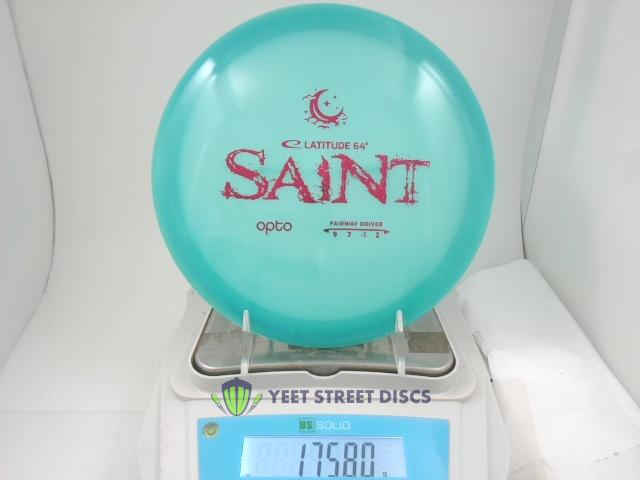 LATITUDE 64°
SAINT
opto
FAIRWAY DRIVER
9 7 -1 2
YEET STREET DISCS
US SOLID
175.80 g